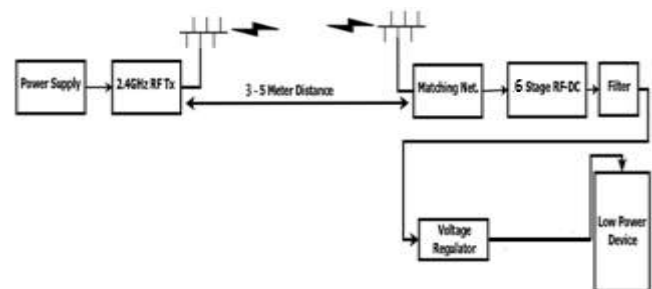 Power Supply
2.4GHz RF Tx
3 - 5 Meter Distance
Matching Net.
6 Stage RF-DC
Filter
Voltage
Regulator
Low Power
Device